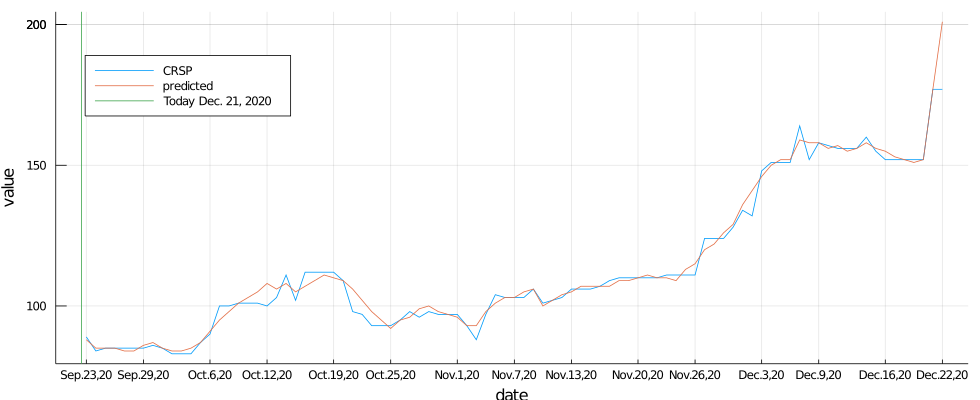 200
150
100
value
CRSP
predicted
Today Dec. 21, 2020
Sep.23,20 Sep.29,20 Oct.6,20 Oct.12,20 Oct.19,20 Oct.25,20 Nov.1,20 Nov.7,20 Nov.13,20 Nov.20,20 Nov.26,20 Dec.3,20 Dec.9,20 Dec.16,20 Dec.22,20
date